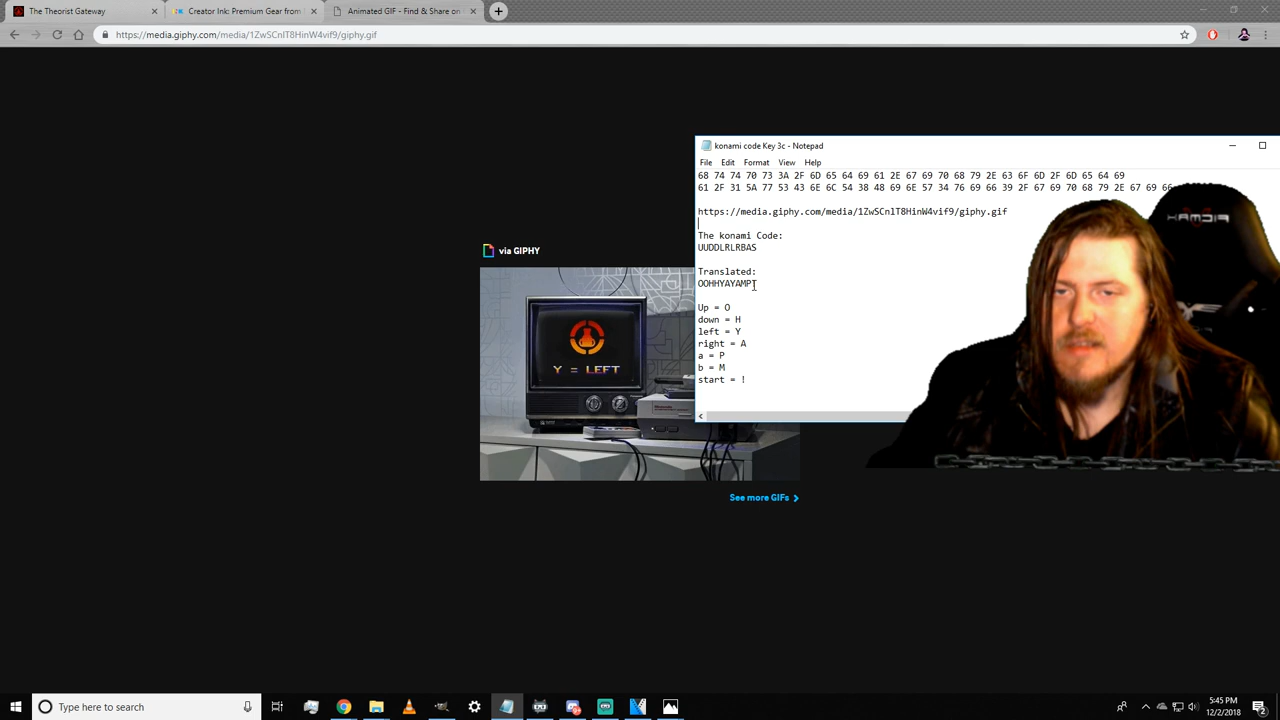 The Theorist Gateway
Creator Ink: Premium Gear from
Animated GIF - Find & Share on
https://media.giphy.com/media/1ZwSCnlT8HinW4vif9/giphy.gif
konami code Key 3c - Notepad
File Edit Format View Help
68 74 74 70 73 3A 2F 2F 6D 65 64 69 61 2E 67 69 70 68 79 2E 63 6F 6D 2F 6D 65 64 69
61 2F 31 5A 77 53 43 6E 6C 54 38 48 69 6E 57 34 76 69 66 39 2F 67 69 70 68 79 2E 67 69 66
https://media.giphy.com/media/1ZwSCnlT8HinW4vif9/giphy.gif
The konami Code:
UUDDLRLRBAS
via GIPHY
Translated:
OOHHYAYAMP
Up = O
down = H
left = Y
right = A
a = P
b = M
start = !
Y = LEFT
See more GIFs
Type here to search
5:45 PM
12/2/2018
2